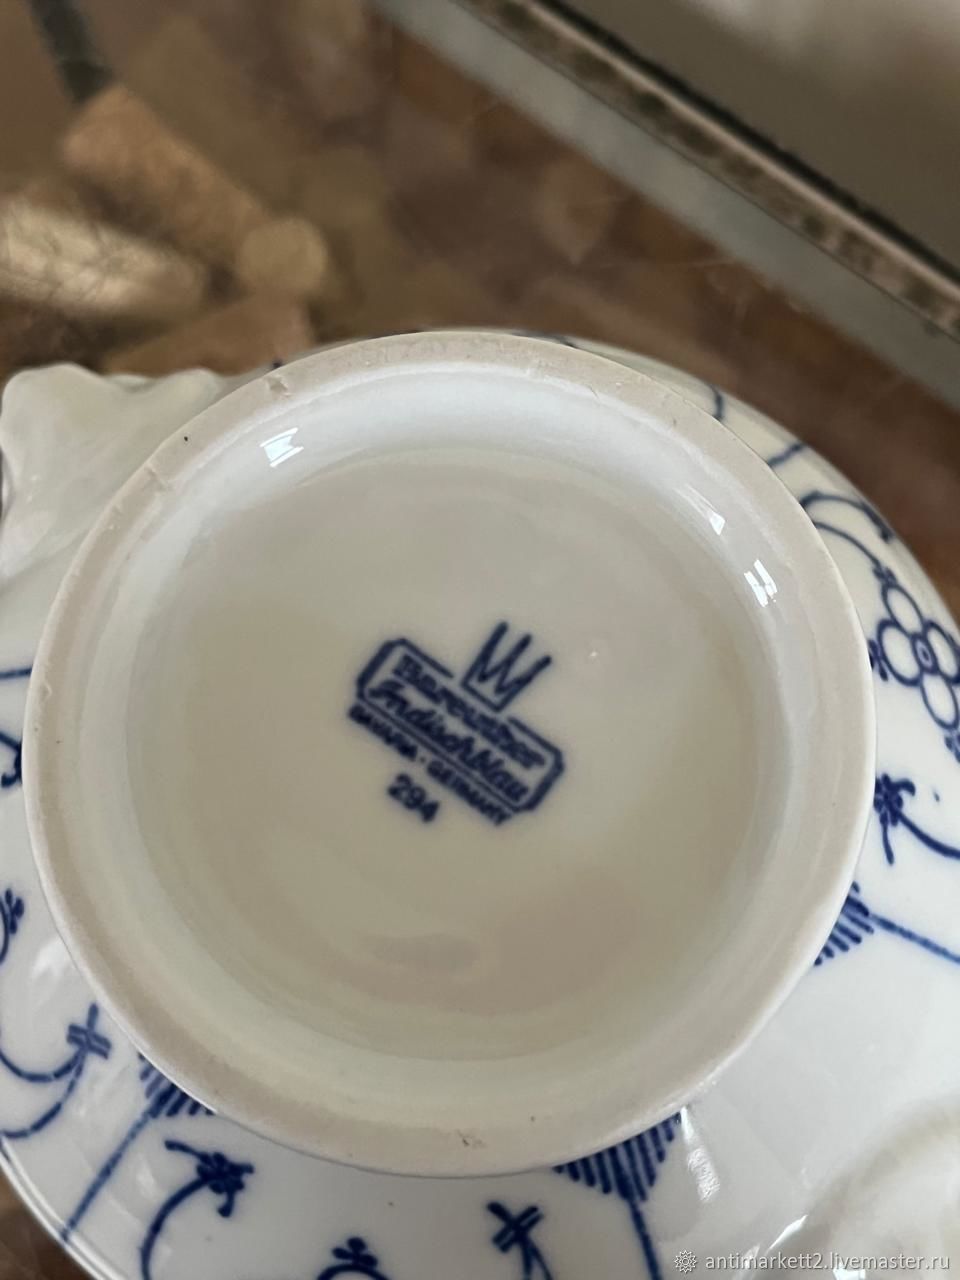 Bareuther
Indischblau
BAVARIA · GERMANY
294
antimarkett2.livemaster.ru